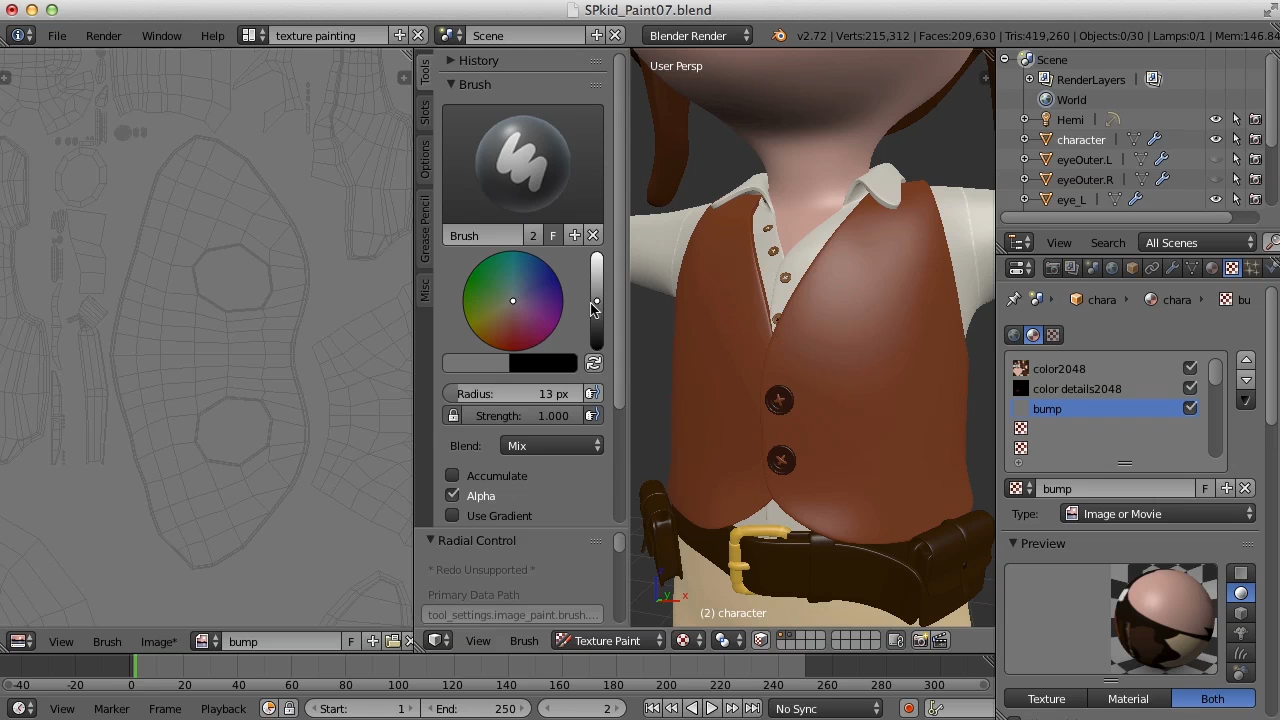 SPkid_Paint07.blend
File Render Window Help texture painting Scene Blender Render v2.72 | Verts:215,312 | Faces:209,630 | Tris:419,260 | Objects:0/30 | Lamps:0/1 | Mem:146.84
Tools
Slots
Options
Grease Pencil
Misc
History
Brush
Brush 2 F
Radius: 13 px
Strength: 1.000
Blend: Mix
Accumulate
Alpha
Use Gradient
Radial Control
* Redo Unsupported *
Primary Data Path
tool_settings.image_paint.brush....
User Persp
(2) character
z
y x
Scene
RenderLayers
World
Hemi
character
eyeOuter.L
eyeOuter.R
eye_L
View Search All Scenes
chara chara bu
color2048
color details2048
bump
bump F
Type: Image or Movie
Preview
Texture Material Both
View Brush Image* bump F
View Brush Texture Paint
-40 -20 0 20 40 60 80 100 120 140 160 180 200 220 240 260 280 300
View Marker Frame Playback Start: 1 End: 250 2 No Sync